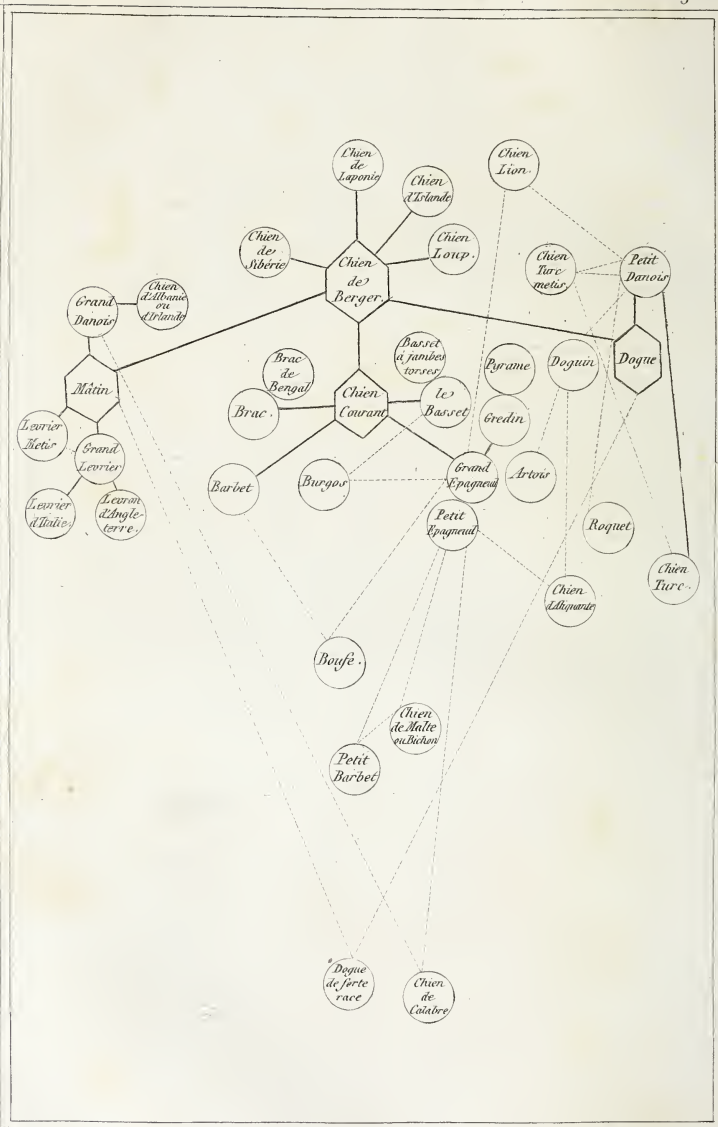 Chien
de
Laponie
Chien
Lion.
Chien
d'Islande
Chien
de
Sibérie
Chien
de
Berger.
Chien
Loup.
Chien
Turc
metis.
Petit
Danois
Chien
d'Albanie
ou
d'Irlande
Grand
Danois
Basset
à jambes
torses
Brac
de
Bengal
Pyrame
Doguin
Dogue
Mâtin
Chien
Courant
le
Basset
Brac.
Gredin
Levrier
Metis
Grand
Levrier
Barbet
Burgos
Grand
Epagneul
Artois
Levrier
d'Italie.
Levron
d'Angle-
terre.
Petit
Epagneul
Roquet
Chien
Turc.
Chien
d'Aliquante
Boufe.
Chien
de Malte
ou Bichon
Petit
Barbet
Dogue
de forte
race
Chien
de
Calabre